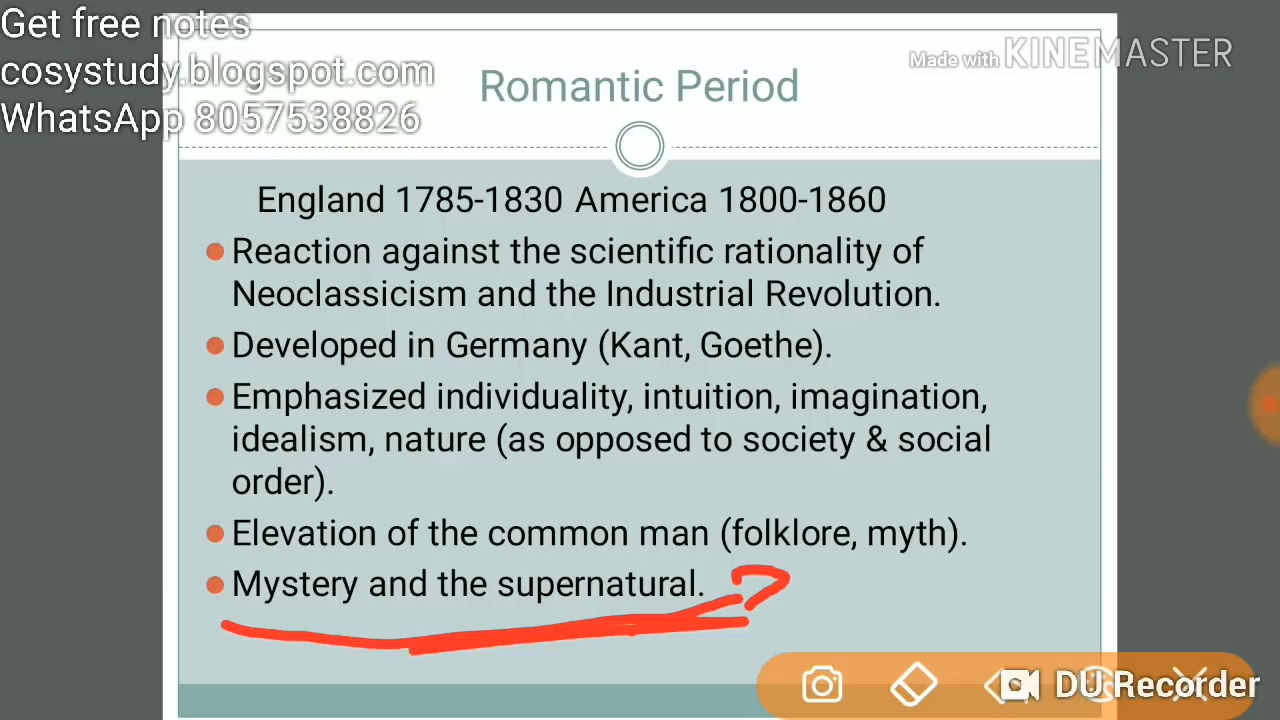 Get free notes
cosystudy.blogspot.com
WhatsApp 8057538826
Made with KINEMASTER
Romantic Period
England 1785-1830 America 1800-1860
Reaction against the scientific rationality of
Neoclassicism and the Industrial Revolution.
Developed in Germany (Kant, Goethe).
Emphasized individuality, intuition, imagination,
idealism, nature (as opposed to society & social
order).
Elevation of the common man (folklore, myth).
Mystery and the supernatural.
DU Recorder